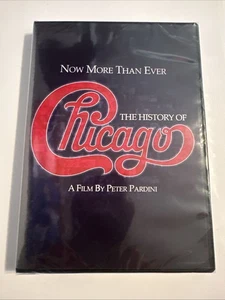 NOW MORE THAN EVER
THE HISTORY OF
Chicago
A FILM BY PETER PARDINI